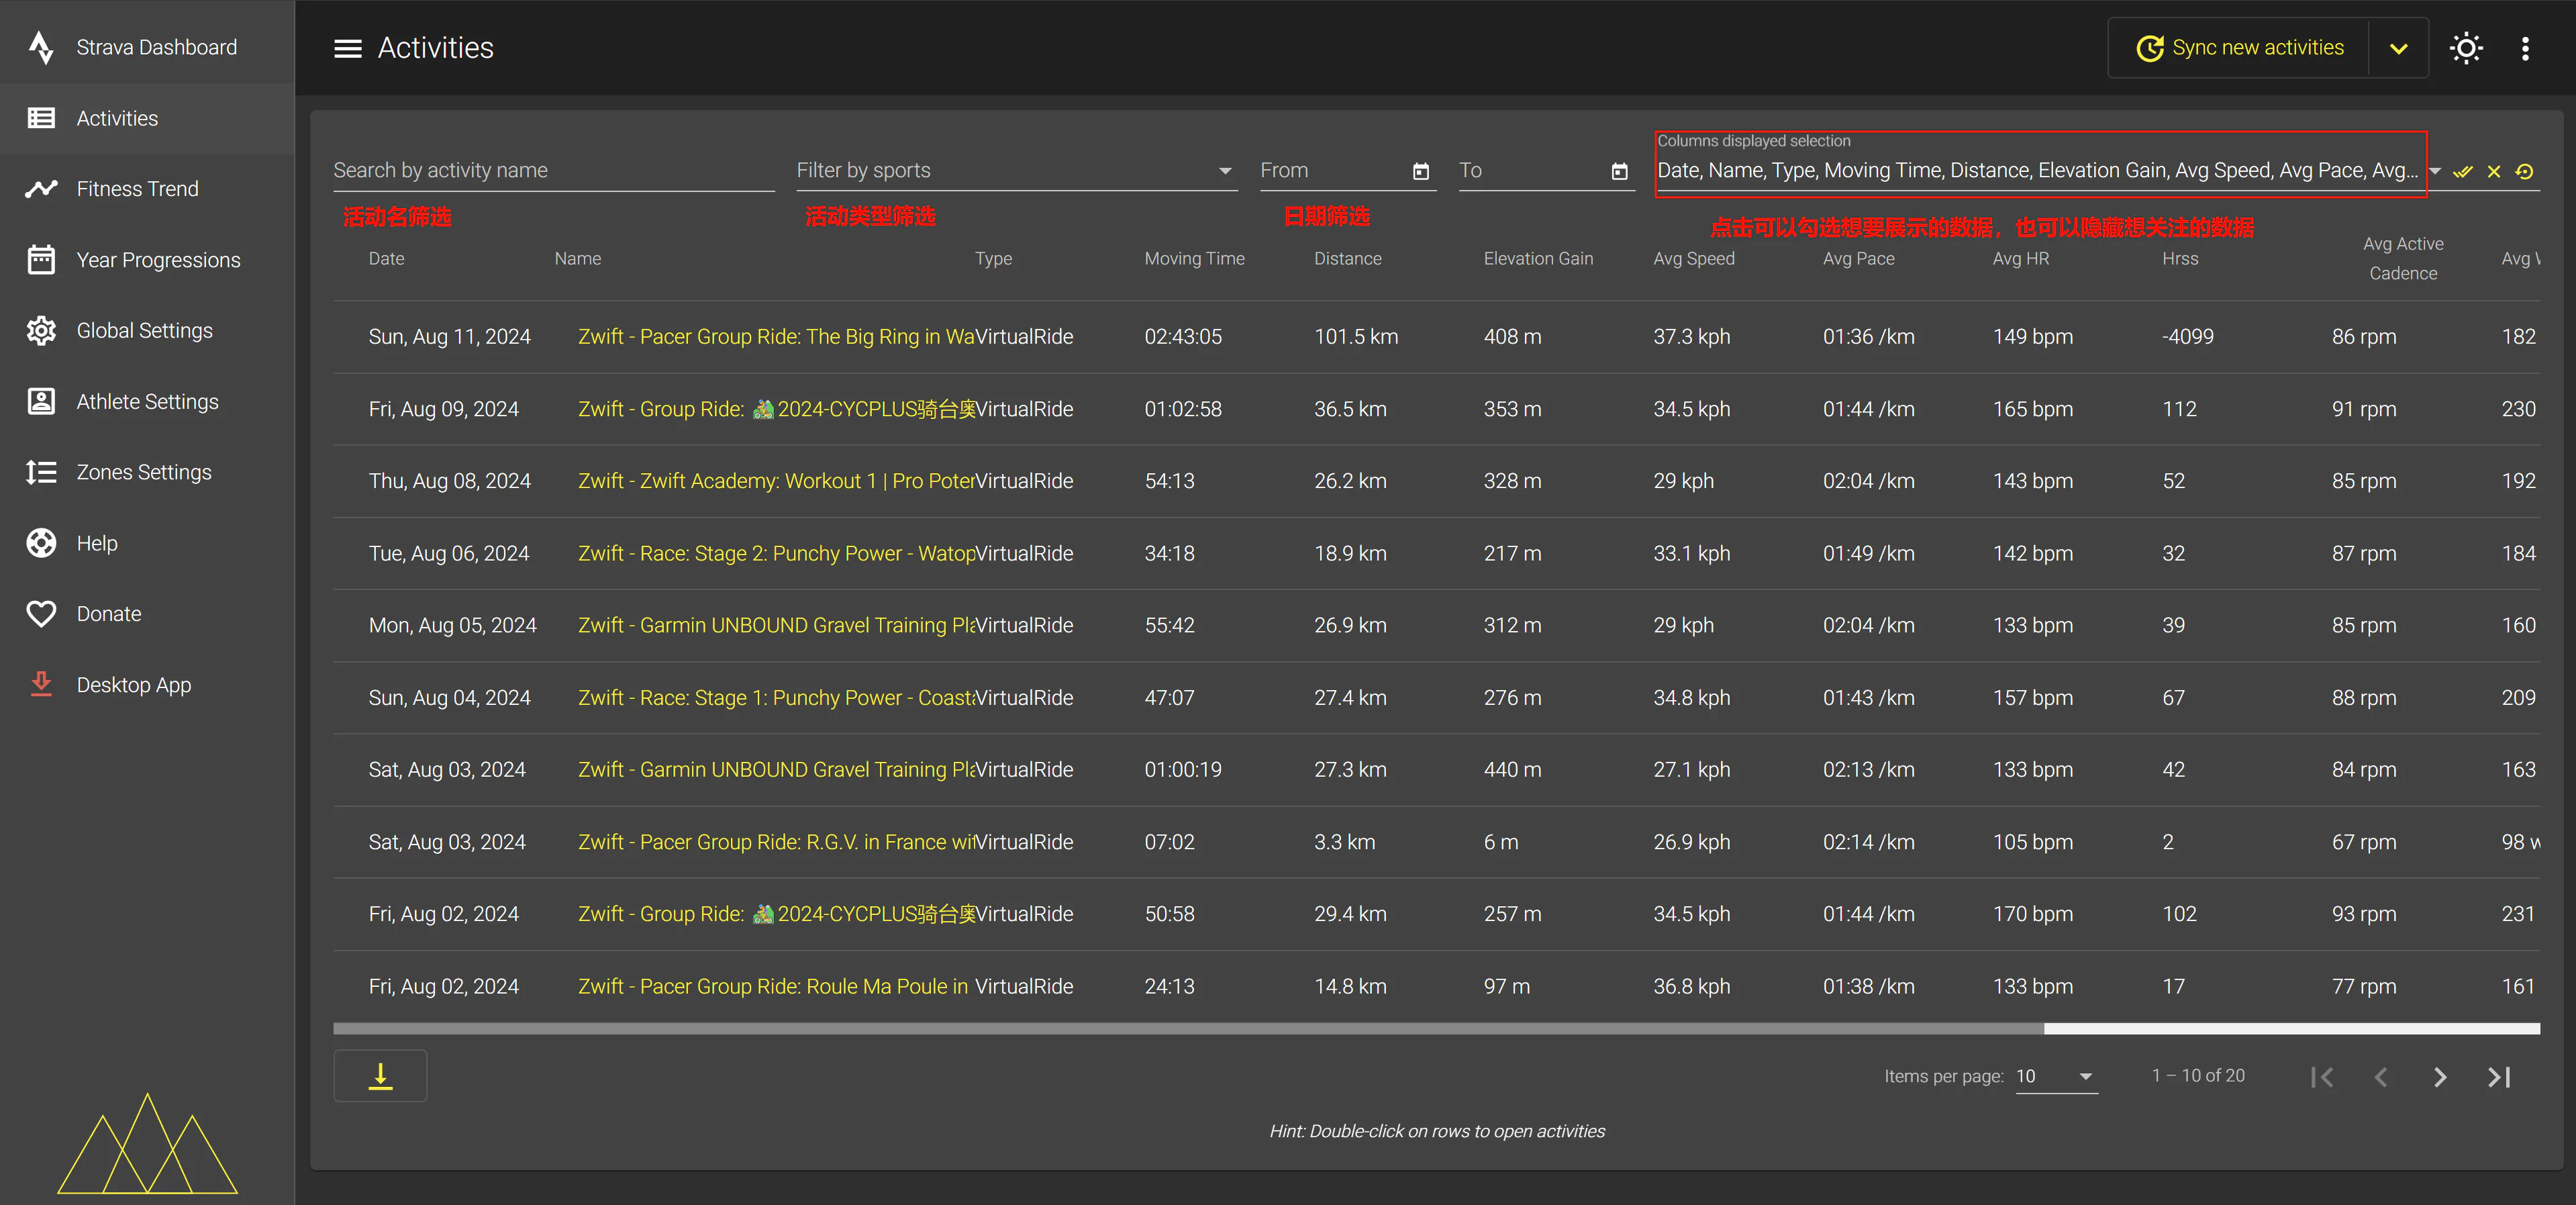 Strava Dashboard
Activities
Fitness Trend
Year Progressions
Global Settings
Athlete Settings
Zones Settings
Help
Donate
Desktop App
Activities
Sync new activities
Search by activity name
Filter by sports
From
To
Columns displayed selection
Date, Name, Type, Moving Time, Distance, Elevation Gain, Avg Speed, Avg Pace, Avg...
活动名筛选
活动类型筛选
日期筛选
点击可以勾选想要展示的数据，也可以隐藏想关注的数据
Date Name Type Moving Time Distance Elevation Gain Avg Speed Avg Pace Avg HR Hrss Avg Active Cadence Avg
Sun, Aug 11, 2024 Zwift - Pacer Group Ride: The Big Ring in Wa VirtualRide 02:43:05 101.5 km 408 m 37.3 kph 01:36 /km 149 bpm -4099 86 rpm 182
Fri, Aug 09, 2024 Zwift - Group Ride: 🚴2024-CYCPLUS骑台奥 VirtualRide 01:02:58 36.5 km 353 m 34.5 kph 01:44 /km 165 bpm 112 91 rpm 230
Thu, Aug 08, 2024 Zwift - Zwift Academy: Workout 1 | Pro Poter VirtualRide 54:13 26.2 km 328 m 29 kph 02:04 /km 143 bpm 52 85 rpm 192
Tue, Aug 06, 2024 Zwift - Race: Stage 2: Punchy Power - Watop VirtualRide 34:18 18.9 km 217 m 33.1 kph 01:49 /km 142 bpm 32 87 rpm 184
Mon, Aug 05, 2024 Zwift - Garmin UNBOUND Gravel Training Pla VirtualRide 55:42 26.9 km 312 m 29 kph 02:04 /km 133 bpm 39 85 rpm 160
Sun, Aug 04, 2024 Zwift - Race: Stage 1: Punchy Power - Coasta VirtualRide 47:07 27.4 km 276 m 34.8 kph 01:43 /km 157 bpm 67 88 rpm 209
Sat, Aug 03, 2024 Zwift - Garmin UNBOUND Gravel Training Pla VirtualRide 01:00:19 27.3 km 440 m 27.1 kph 02:13 /km 133 bpm 42 84 rpm 163
Sat, Aug 03, 2024 Zwift - Pacer Group Ride: R.G.V. in France wit VirtualRide 07:02 3.3 km 6 m 26.9 kph 02:14 /km 105 bpm 2 67 rpm 98 w
Fri, Aug 02, 2024 Zwift - Group Ride: 🚴2024-CYCPLUS骑台奥 VirtualRide 50:58 29.4 km 257 m 34.5 kph 01:44 /km 170 bpm 102 93 rpm 231
Fri, Aug 02, 2024 Zwift - Pacer Group Ride: Roule Ma Poule in VirtualRide 24:13 14.8 km 97 m 36.8 kph 01:38 /km 133 bpm 17 77 rpm 161
Items per page: 10 1 – 10 of 20
Hint: Double-click on rows to open activities